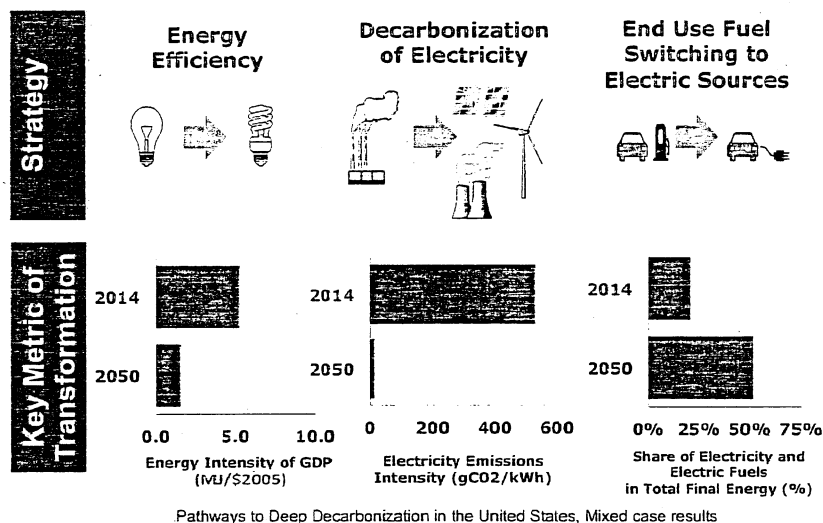 Strategy
Energy
Efficiency
Decarbonization
of Electricity
End Use Fuel
Switching to
Electric Sources
Key Metric of
Transformation
2014
2050
0.0 5.0 10.0
Energy Intensity of GDP
(MJ/$2005)
2014
2050
0 200 400 600
Electricity Emissions
Intensity (gCO2/kWh)
2014
2050
0% 25% 50% 75%
Share of Electricity and
Electric Fuels
in Total Final Energy (%)
Pathways to Deep Decarbonization in the United States, Mixed case results